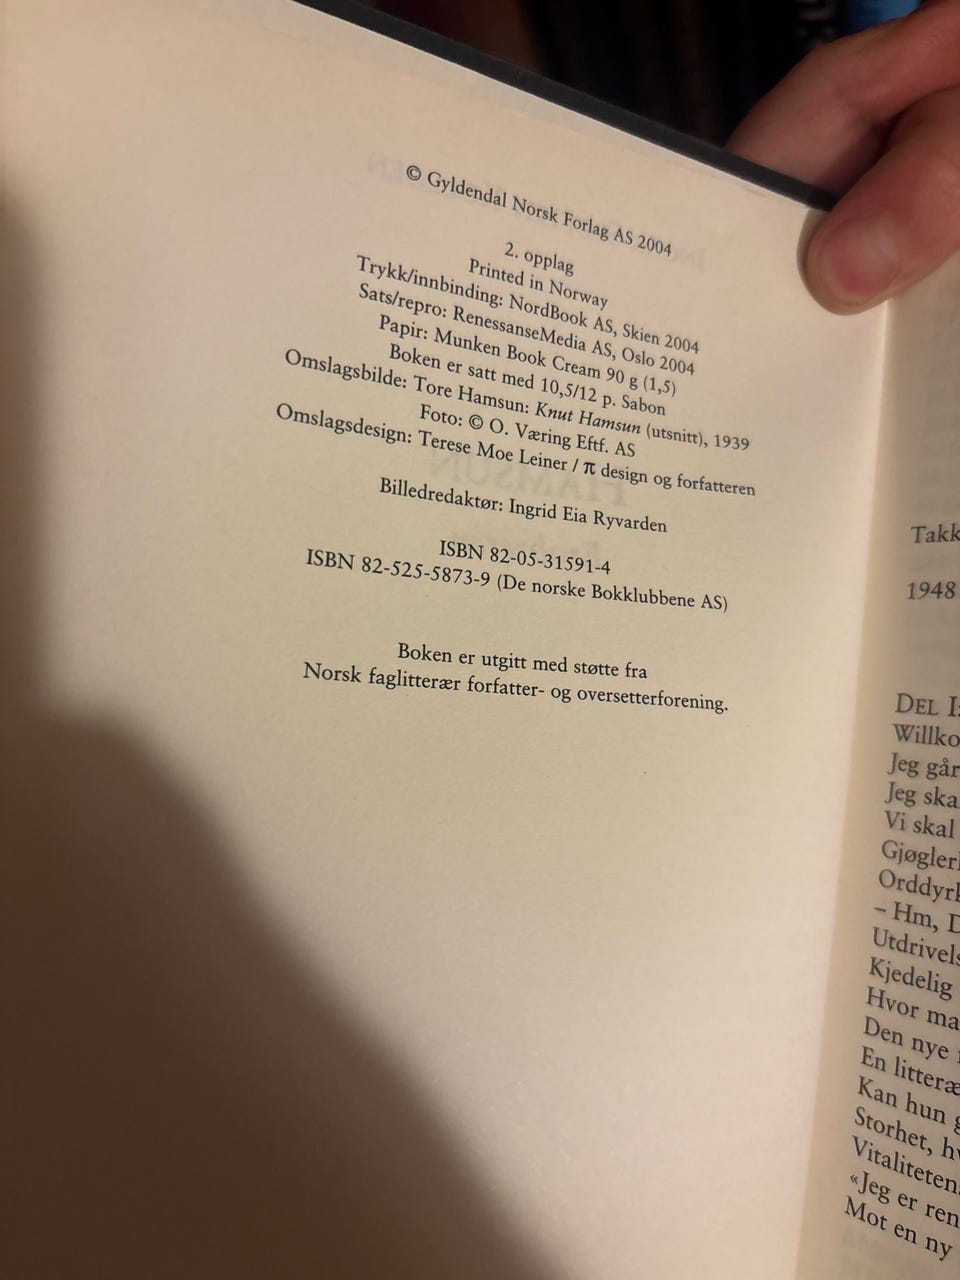 © Gyldendal Norsk Forlag AS 2004
2. opplag
Printed in Norway
Trykk/innbinding: NordBook AS, Skien 2004
Sats/repro: RenessanseMedia AS, Oslo 2004
Papir: Munken Book Cream 90 g (1,5)
Boken er satt med 10,5/12 p. Sabon
Omslagsbilde: Tore Hamsun: Knut Hamsun (utsnitt), 1939
Foto: © O. Væring Eftf. AS
Omslagsdesign: Terese Moe Leiner / π design og forfatteren
Billedredaktør: Ingrid Eia Ryvarden
ISBN 82-05-31591-4
ISBN 82-525-5873-9 (De norske Bokklubbene AS)
Boken er utgitt med støtte fra
Norsk faglitterær forfatter- og oversetterforening.
Takk
1948
DEL I:
Willko
Jeg går
Jeg ska
Vi skal
Gjøgler
Orddyrk
– Hm, D
Utdrivels
Kjedelig
Hvor ma
Den nye
En litteræ
Kan hun g
Storhet, hv
Vitaliteten
«Jeg er ren
Mot en ny